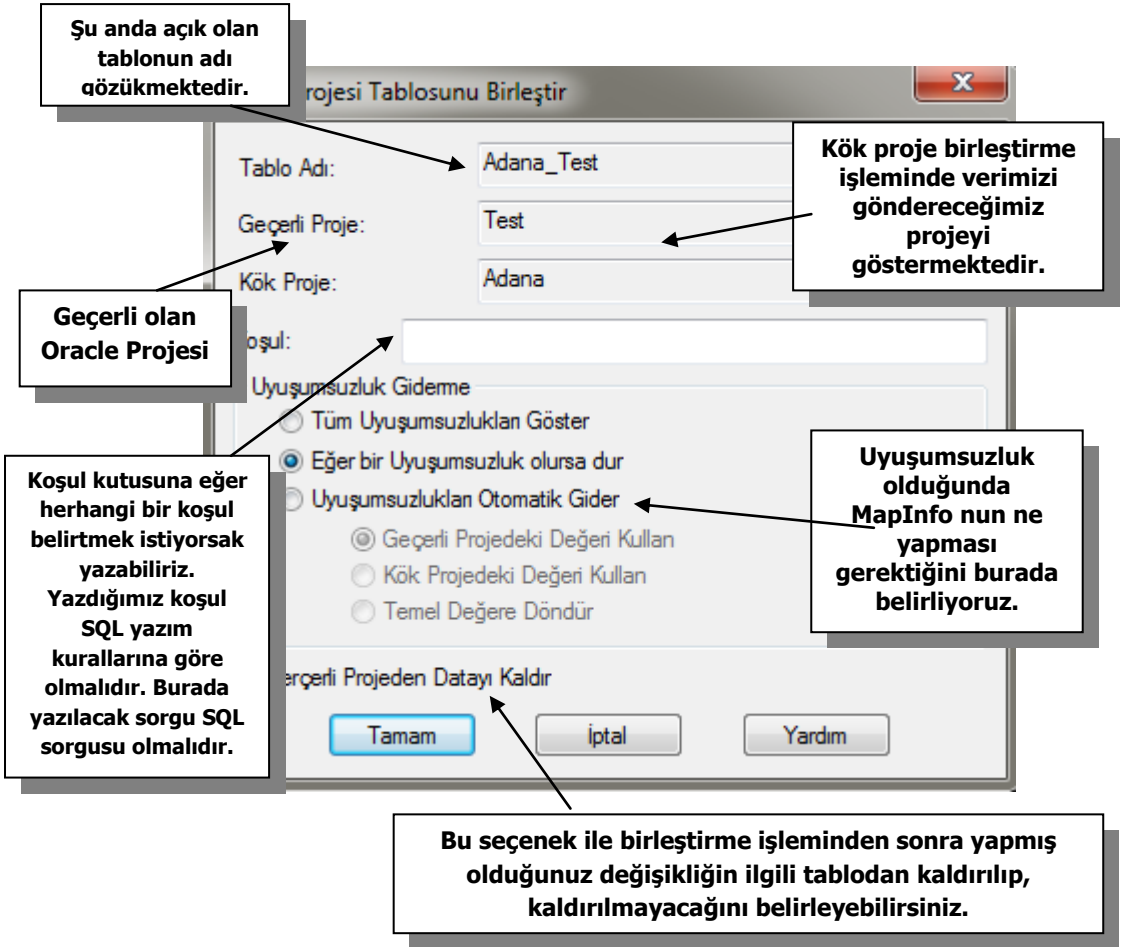 Şu anda açık olan
tablonun adı
gözükmektedir.
rojesi Tablosunu Birleştir
Tablo Adı:
Adana_Test
Kök proje birleştirme
işleminde verimizi
göndereceğimiz
projeyi
göstermektedir.
Geçerli Proje:
Test
Kök Proje:
Adana
Geçerli olan
Oracle Projesi
oşul:
Uyuşumsuzluk Giderme
Tüm Uyuşumsuzlukları Göster
Eğer bir Uyuşumsuzluk olursa dur
Uyuşumsuzlukları Otomatik Gider
Geçerli Projedeki Değeri Kullan
Kök Projedeki Değeri Kullan
Temel Değere Döndür
Koşul kutusuna eğer
herhangi bir koşul
belirtmek istiyorsak
yazabiliriz.
Yazdığımız koşul
SQL yazım
kurallarına göre
olmalıdır. Burada
yazılacak sorgu SQL
sorgusu olmalıdır.
Uyuşumsuzluk
olduğunda
MapInfo nun ne
yapması
gerektiğini burada
belirliyoruz.
erçerli Projeden Datayı Kaldır
Tamam
İptal
Yardım
Bu seçenek ile birleştirme işleminden sonra yapmış
olduğunuz değişikliğin ilgili tablodan kaldırılıp,
kaldırılmayacağını belirleyebilirsiniz.